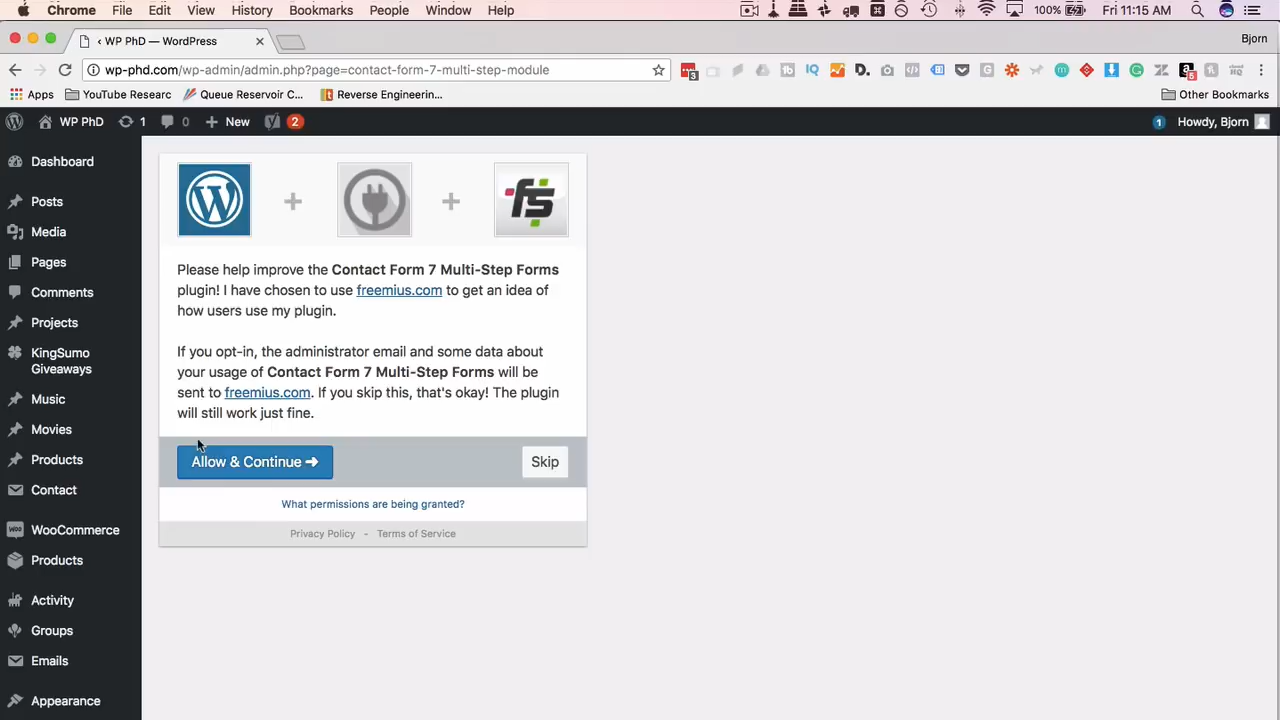 Chrome File Edit View History Bookmarks People Window Help 100% Fri 11:15 AM
‹ WP PhD — WordPress Bjorn
wp-phd.com/wp-admin/admin.php?page=contact-form-7-multi-step-module
Apps YouTube Researc Queue Reservoir C... Reverse Engineerin... Other Bookmarks
WP PhD 1 0 + New 2 1 Howdy, Bjorn
Dashboard
Posts
Media
Pages
Comments
Projects
KingSumo
Giveaways
Music
Movies
Products
Contact
WooCommerce
Products
Activity
Groups
Emails
Appearance
Please help improve the Contact Form 7 Multi-Step Forms
plugin! I have chosen to use freemius.com to get an idea of
how users use my plugin.
If you opt-in, the administrator email and some data about
your usage of Contact Form 7 Multi-Step Forms will be
sent to freemius.com. If you skip this, that's okay! The plugin
will still work just fine.
Allow & Continue ➜ Skip
What permissions are being granted?
Privacy Policy - Terms of Service